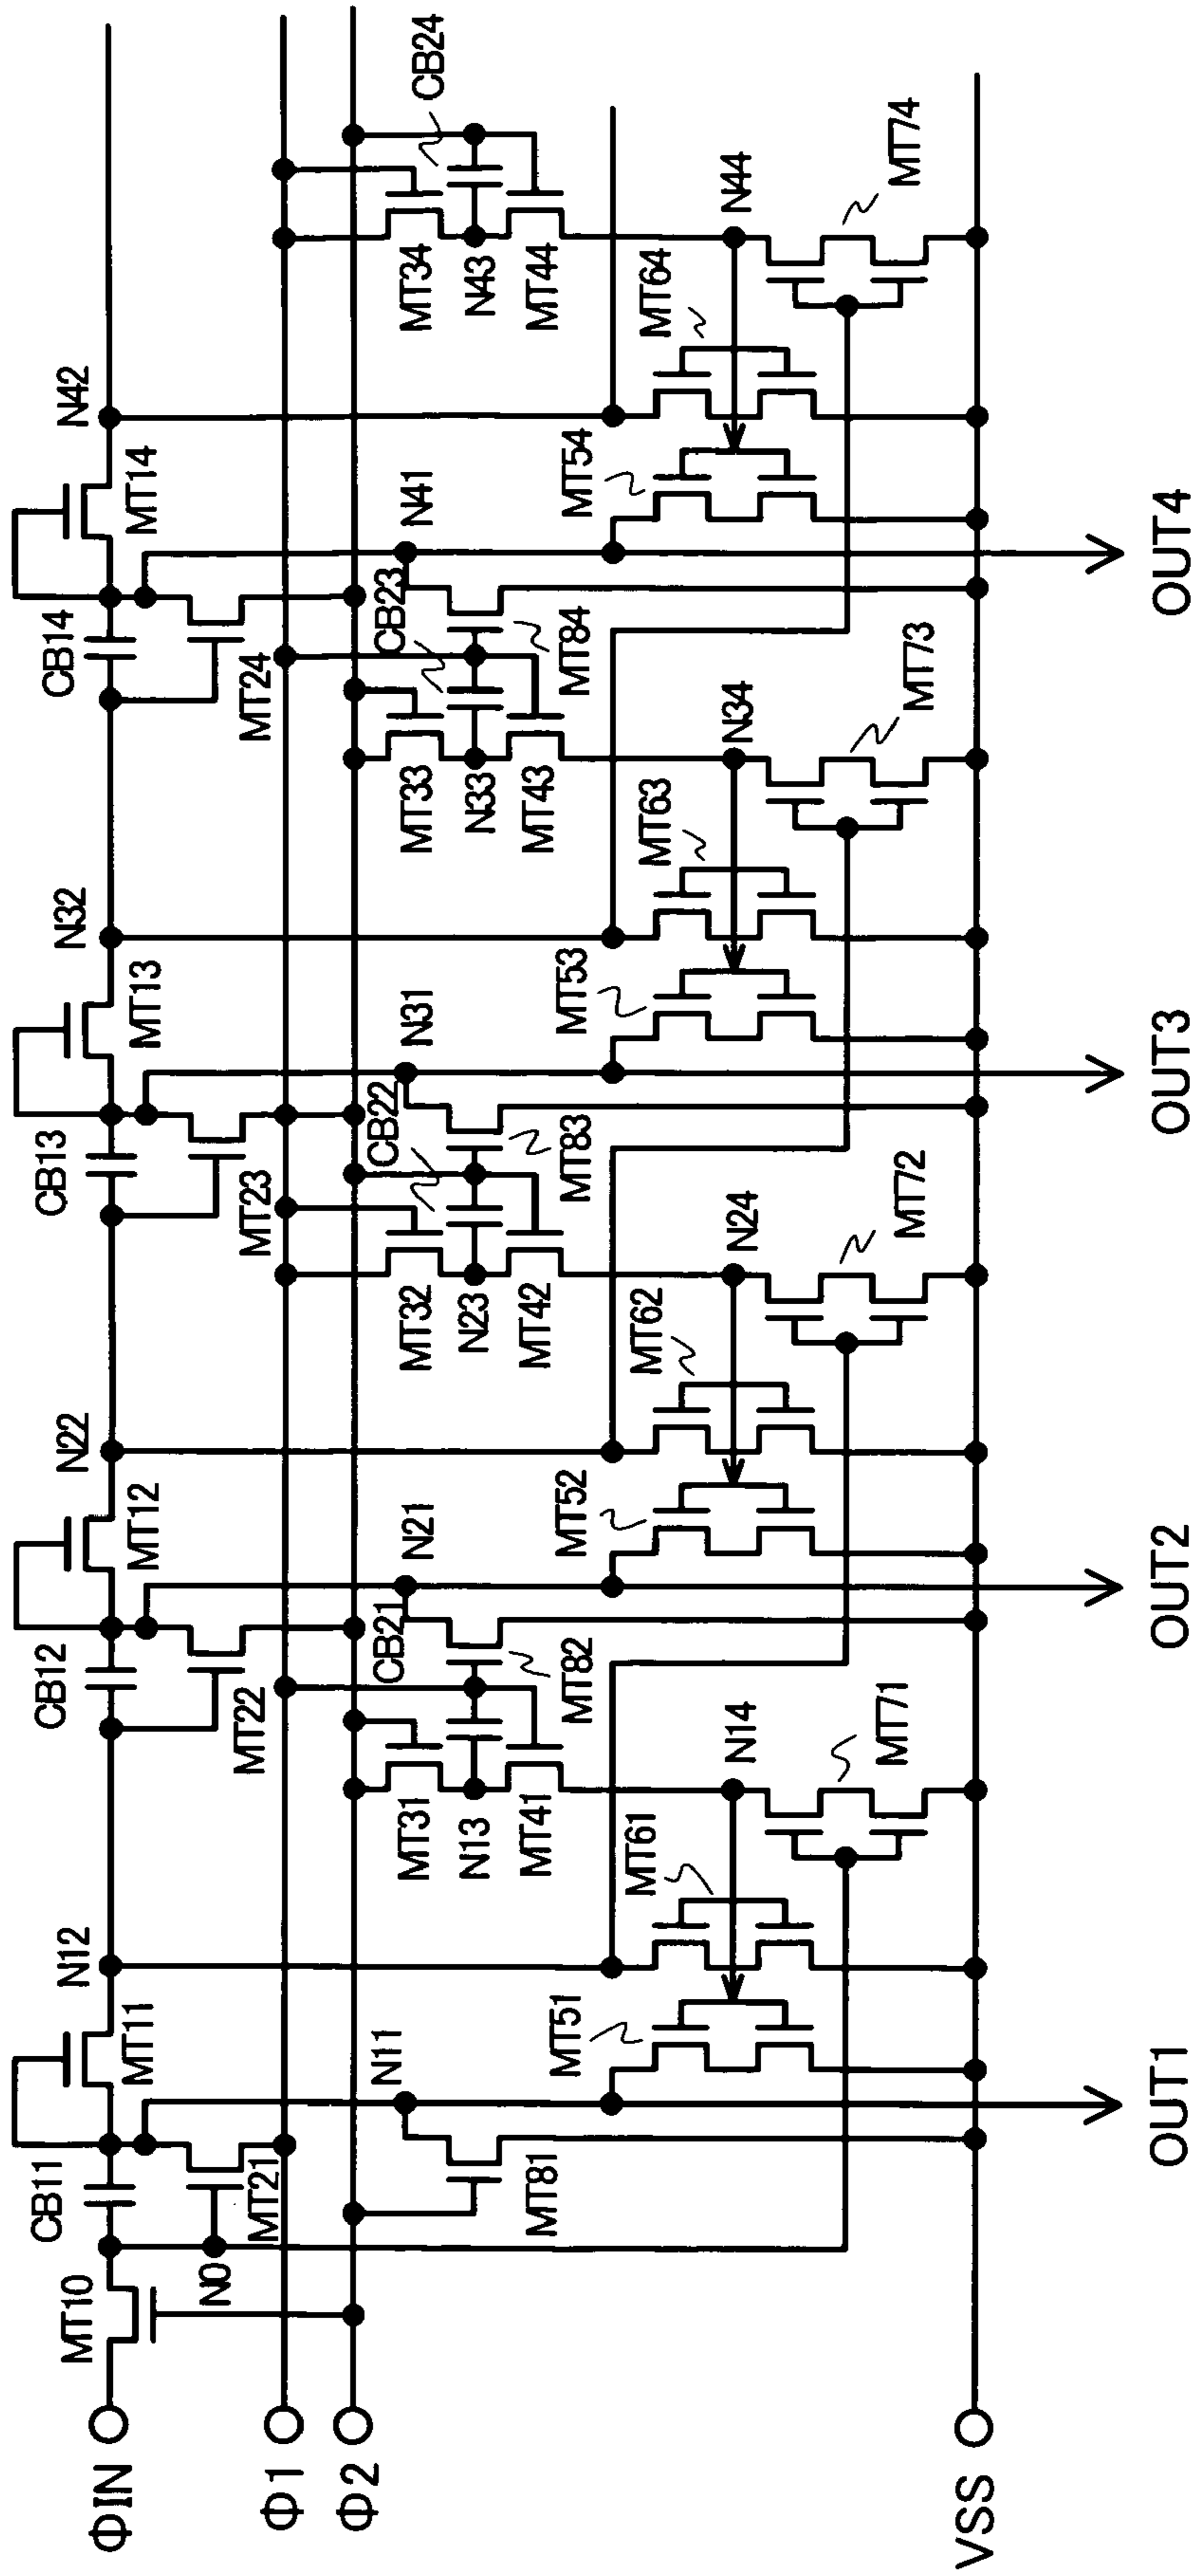 ΦIN
Φ1
Φ2
VSS
MT10
N0
CB11
MT21
MT11
N12
CB12
MT22
MT12
N22
CB13
MT23
MT13
N32
CB14
MT24
MT14
N42
MT81
N11
MT31
N13
MT41
CB21
MT82
N21
MT32
N23
MT42
CB22
MT83
N31
MT33
N33
MT43
CB23
MT84
N41
MT34
N43
MT44
CB24
MT51
MT61
N14
MT71
MT52
MT62
N24
MT72
MT53
MT63
N34
MT73
MT54
MT64
N44
MT74
OUT1
OUT2
OUT3
OUT4